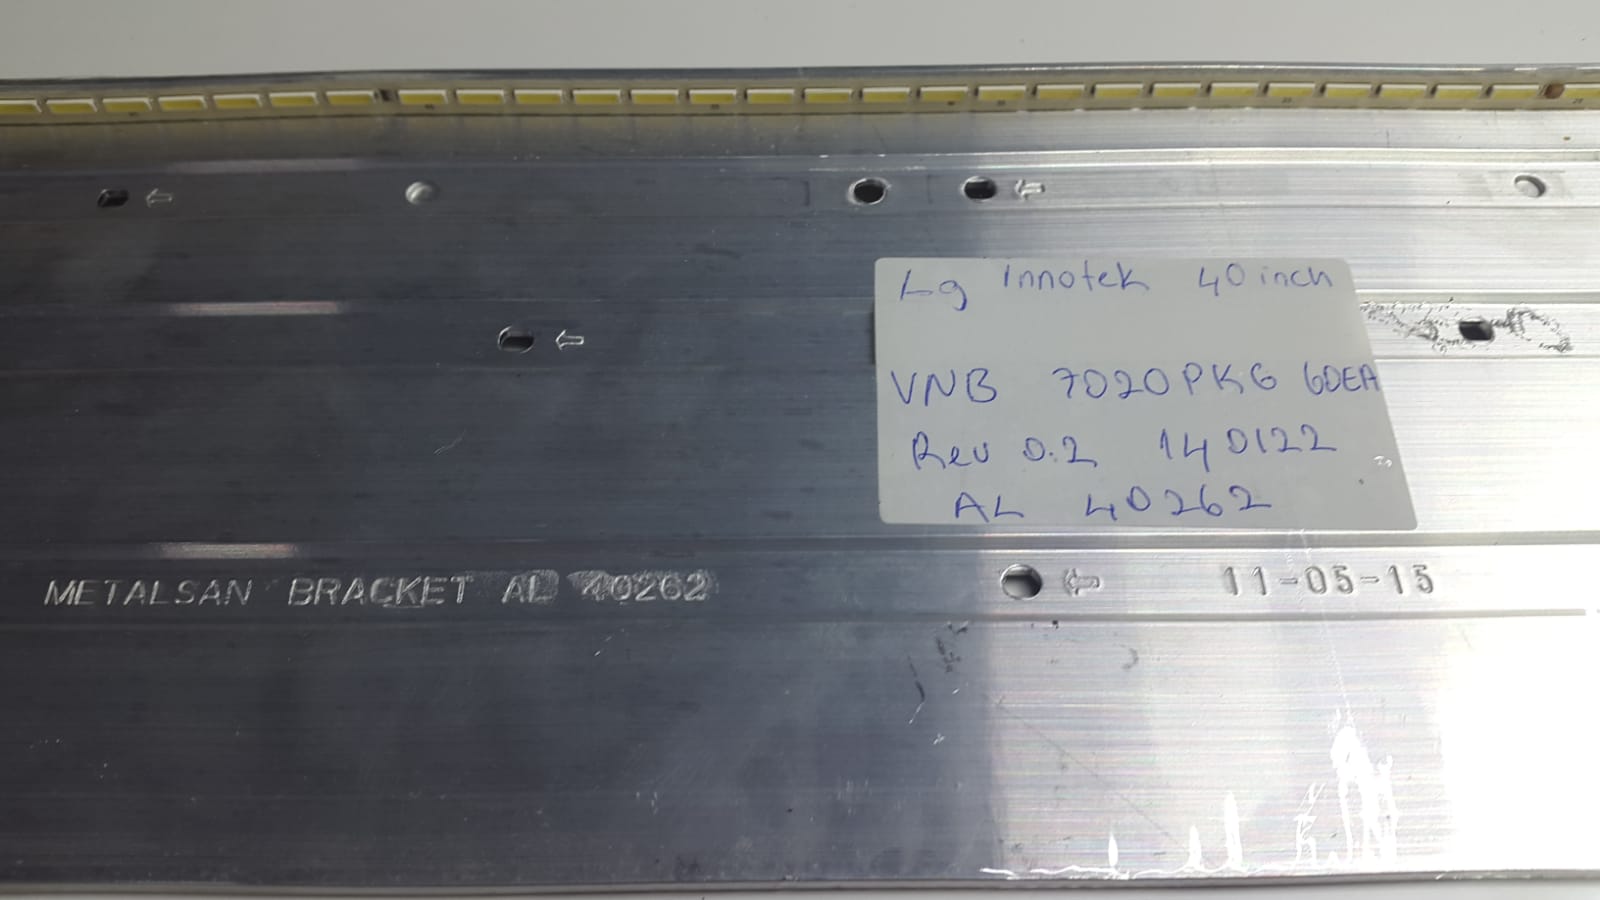 Lg innotek 40 inch
VNB 7020PKG 60EA
Rev 0.2 140122
AL 40262
METALSAN BRACKET AL 40262
11-05-15